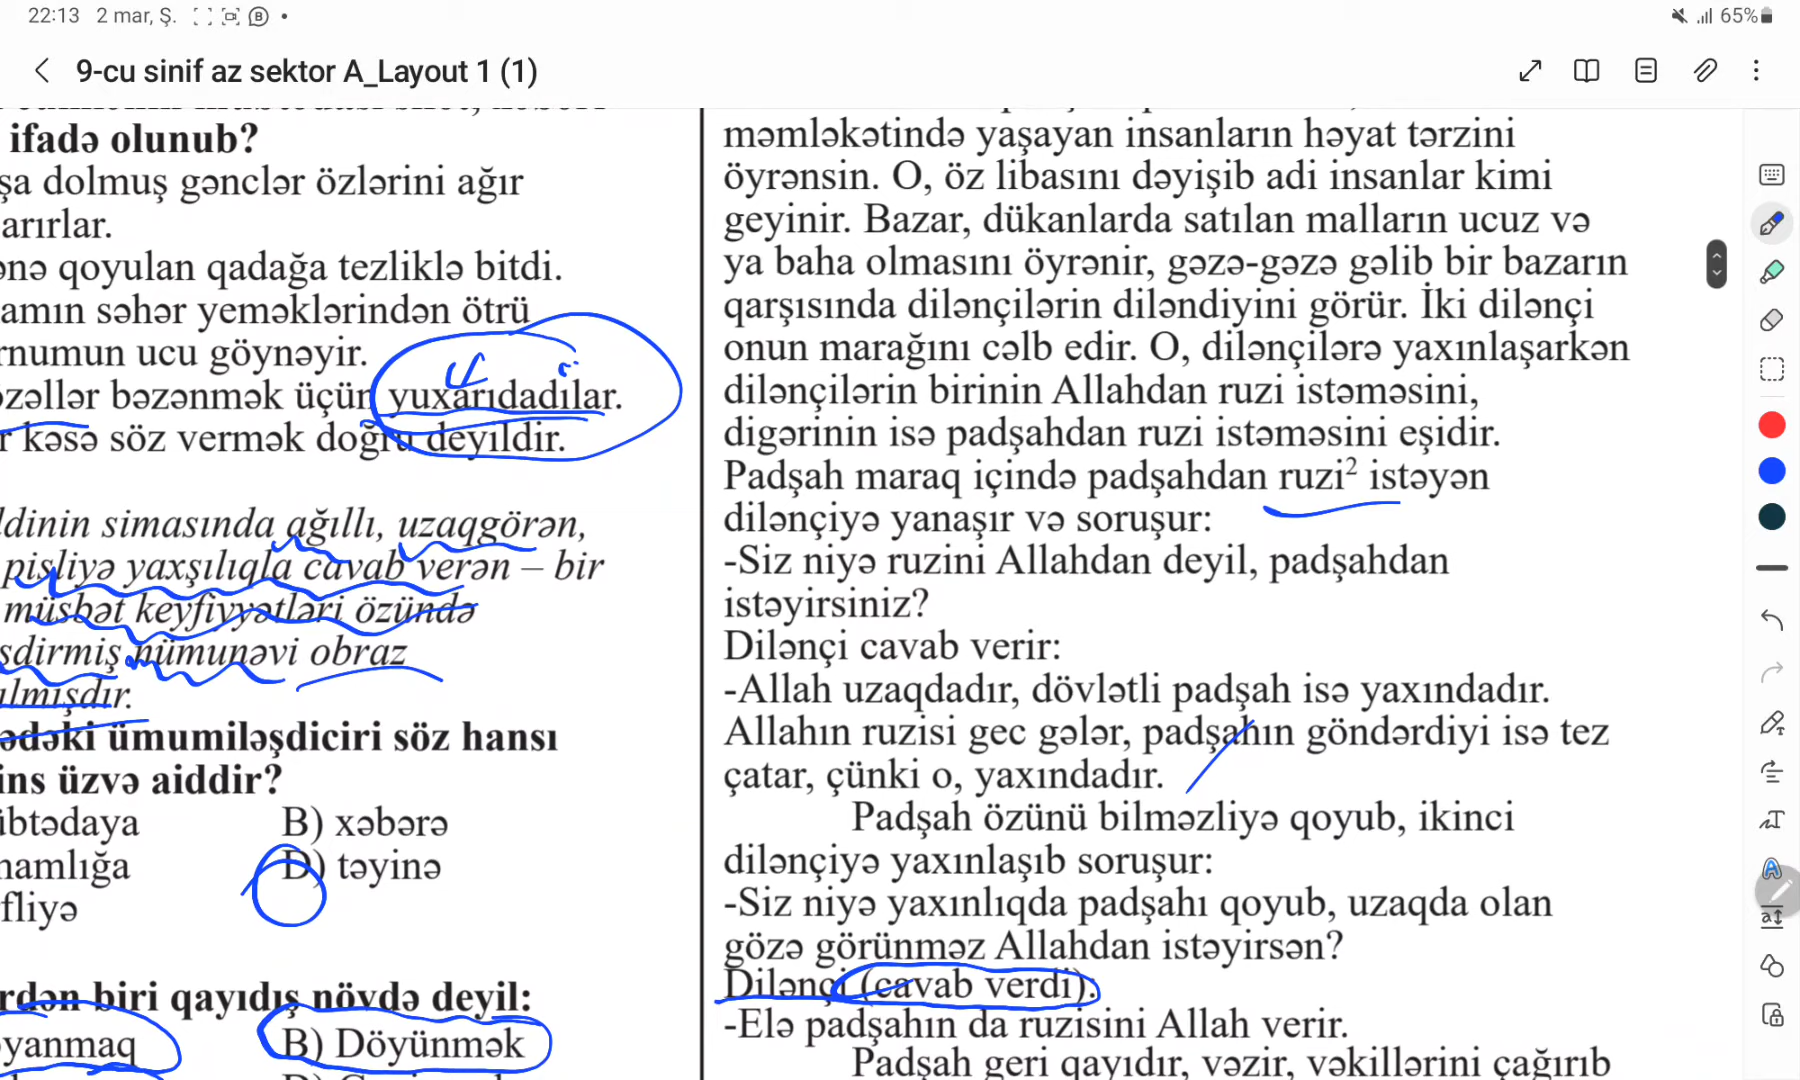 22:13 2 mar, Ş.
65%
9-cu sinif az sektor A_Layout 1 (1)
ifadə olunub?
şa dolmuş gənclər özlərini ağır
arırlar.
ənə qoyulan qadağa tezliklə bitdi.
amın səhər yeməklərindən ötrü
rnumun ucu göynəyir.
özəllər bəzənmək üçün yuxarıdadılar.
r kəsə söz vermək doğru deyildir.
ldinin simasında ağıllı, uzaqgörən,
pisliyə yaxşılıqla cavab verən – bir
müsbət keyfiyyətləri özündə
şdirmiş nümunəvi obraz
ılmışdır.
ədəki ümumiləşdiciri söz hansı
ins üzvə aiddir?
übtədaya B) xəbərə
namlığa D) təyinə
fliyə
rdən biri qayıdış növdə deyil:
oyanmaq B) Döyünmək
məmləkətində yaşayan insanların həyat tərzini
öyrənsin. O, öz libasını dəyişib adi insanlar kimi
geyinir. Bazar, dükanlarda satılan malların ucuz və
ya baha olmasını öyrənir, gəzə-gəzə gəlib bir bazarın
qarşısında dilənçilərin diləndiyini görür. İki dilənçi
onun marağını cəlb edir. O, dilənçilərə yaxınlaşarkən
dilənçilərin birinin Allahdan ruzi istəməsini,
digərinin isə padşahdan ruzi istəməsini eşidir.
Padşah maraq içində padşahdan ruzi² istəyən
dilənçiyə yanaşır və soruşur:
-Siz niyə ruzini Allahdan deyil, padşahdan
istəyirsiniz?
Dilənçi cavab verir:
-Allah uzaqdadır, dövlətli padşah isə yaxındadır.
Allahın ruzisi gec gələr, padşahın göndərdiyi isə tez
çatar, çünki o, yaxındadır.
Padşah özünü bilməzliyə qoyub, ikinci
dilənçiyə yaxınlaşıb soruşur:
-Siz niyə yaxınlıqda padşahı qoyub, uzaqda olan
gözə görünməz Allahdan istəyirsən?
Dilənçi (cavab verdi).
-Elə padşahın da ruzisini Allah verir.
Padşah geri qayıdır, vəzir, vəkillərini çağırıb